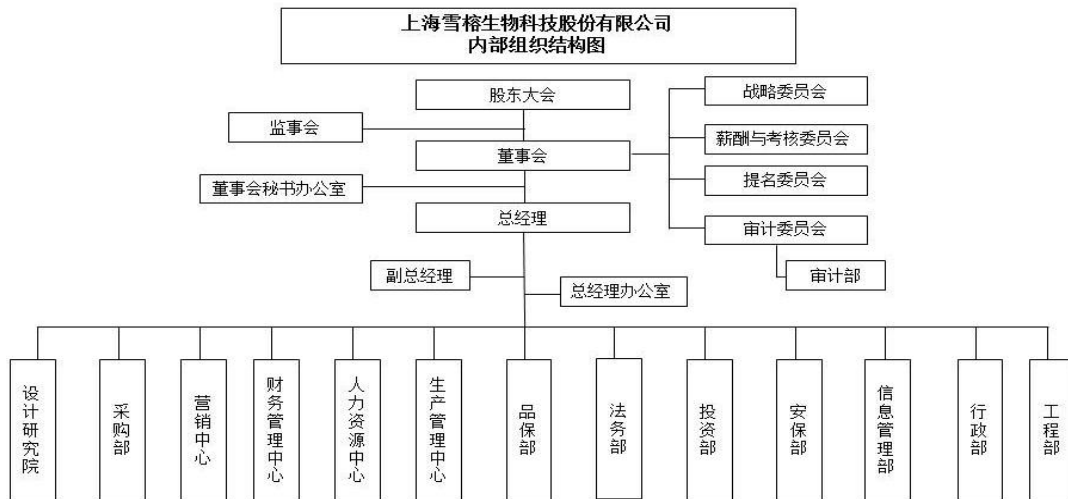 上海雪榕生物科技股份有限公司
内部组织结构图
股东大会
战略委员会
监事会
薪酬与考核委员会
董事会
提名委员会
董事会秘书办公室
总经理
审计委员会
副总经理
审计部
总经理办公室
设计研究院
采购部
营销中心
财务管理中心
人力资源中心
生产管理中心
品保部
法务部
投资部
安保部
信息管理部
行政部
工程部